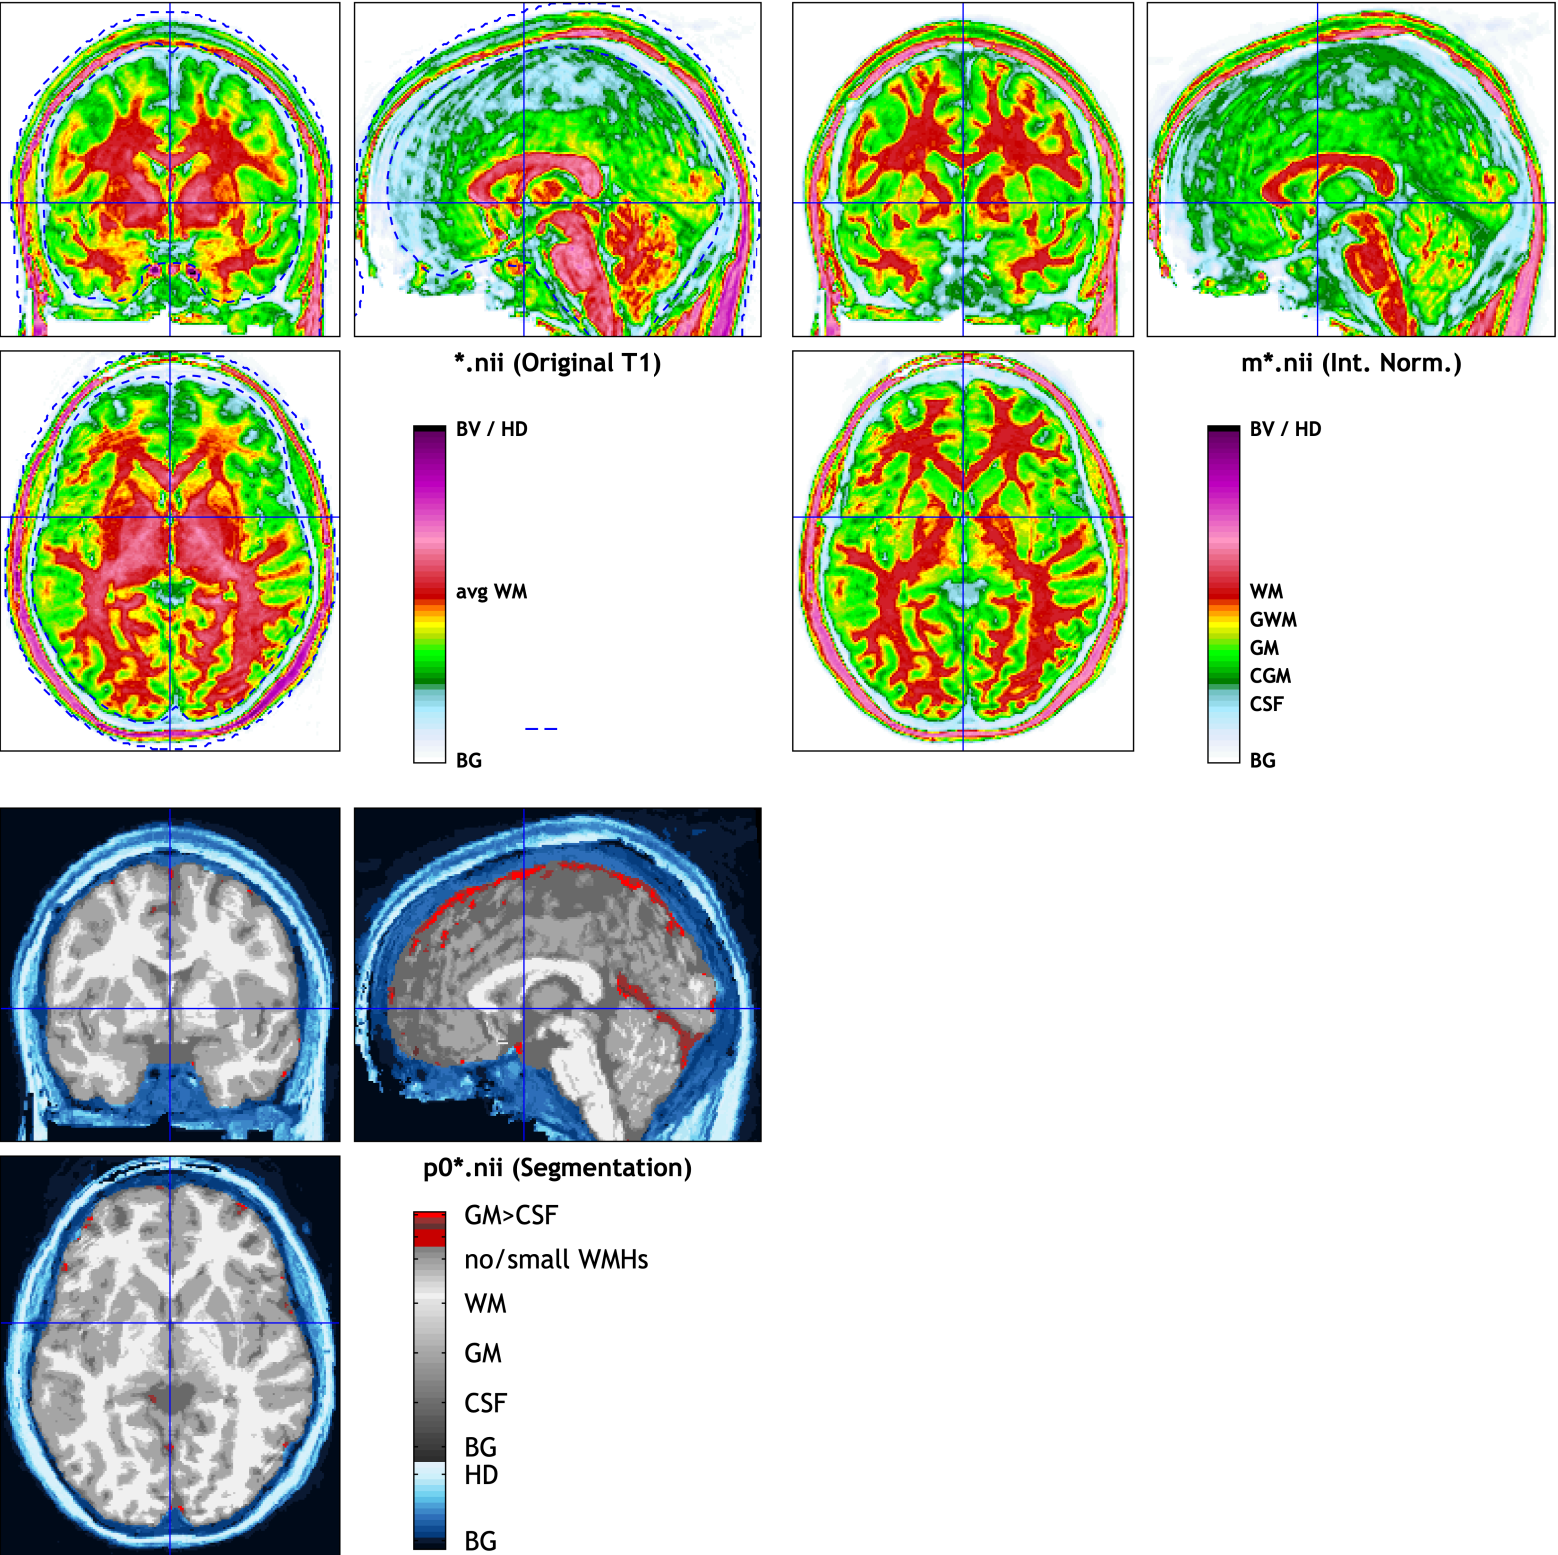 *.nii (Original T1)
BV / HD
avg WM
BG
m*.nii (Int. Norm.)
BV / HD
WM
GWM
GM
CGM
CSF
BG
p0*.nii (Segmentation)
GM>CSF
no/small WMHs
WM
GM
CSF
BG
HD
BG